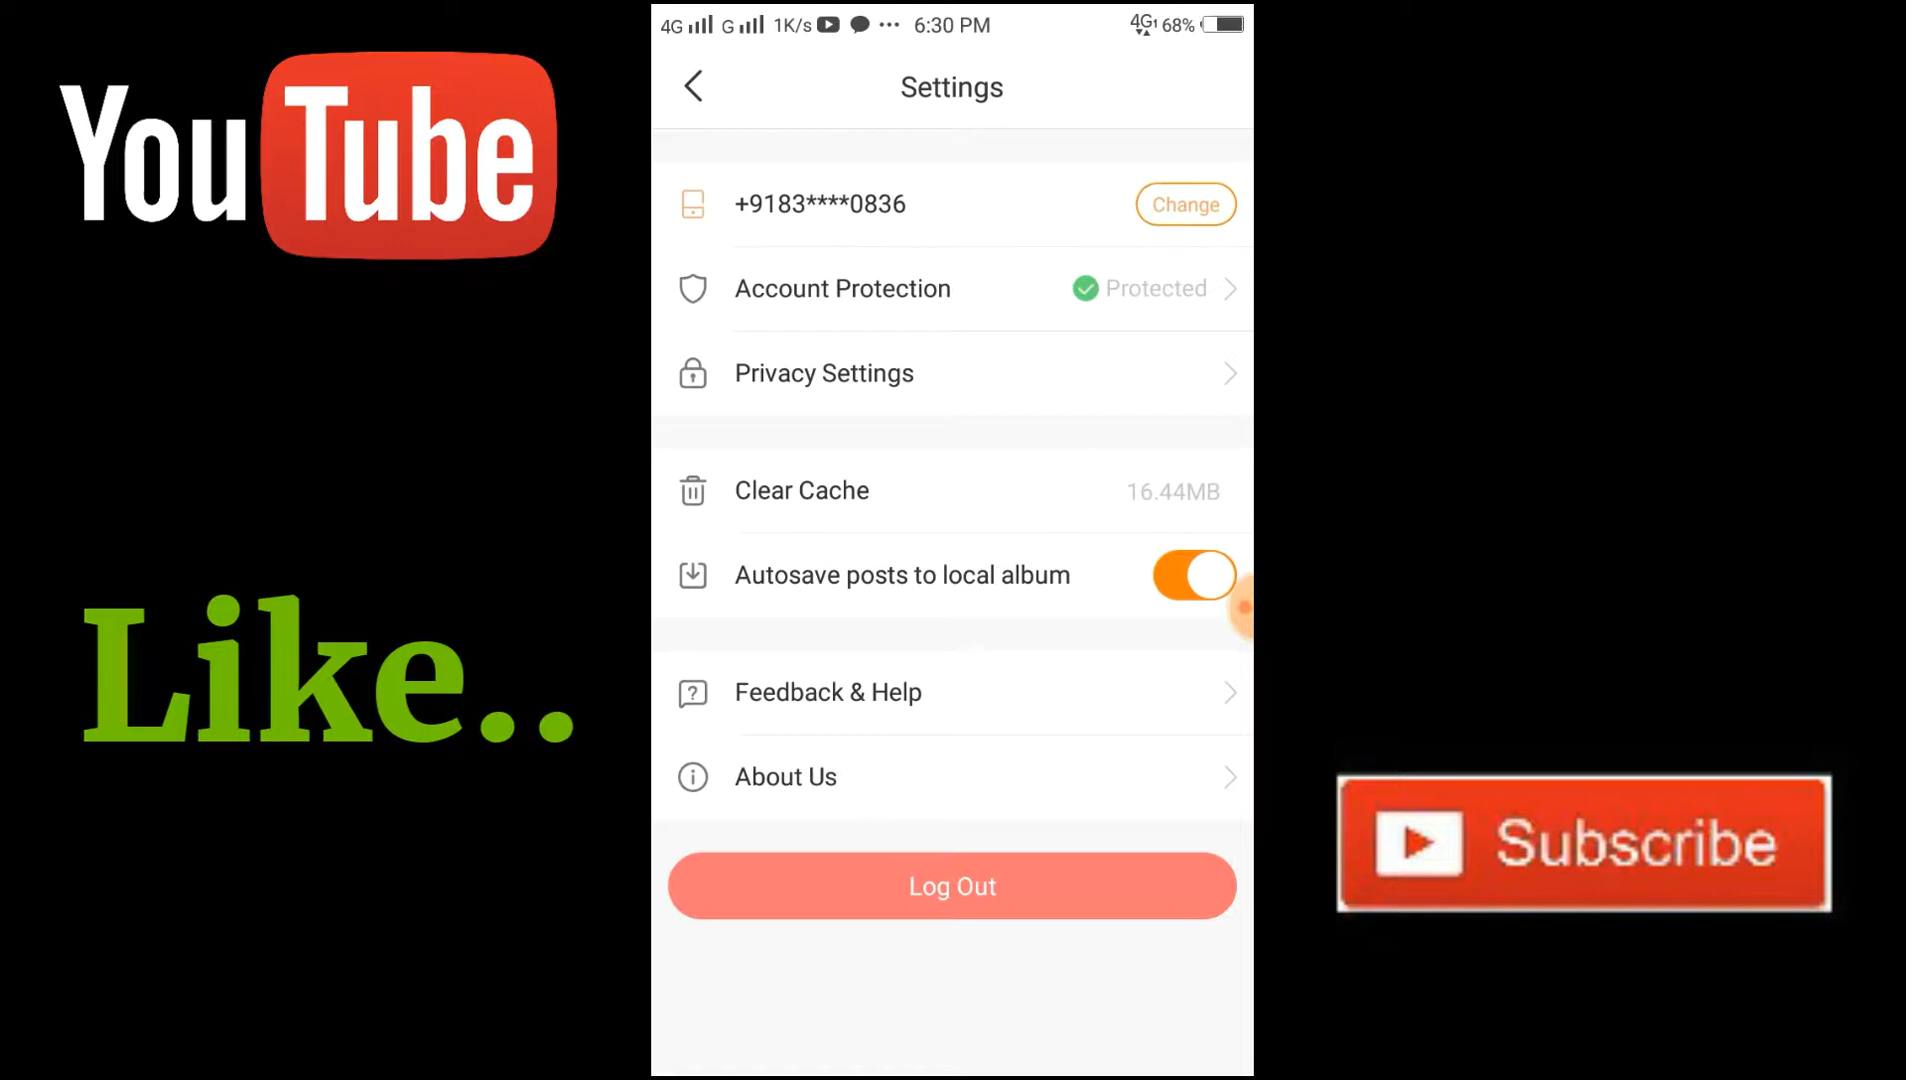 4G G 1K/s 6:30 PM 4G 68%
YouTube
Settings
+9183****0836 Change
Account Protection Protected
Privacy Settings
Clear Cache 16.44MB
Autosave posts to local album
Like..
Feedback & Help
About Us
Subscribe
Log Out